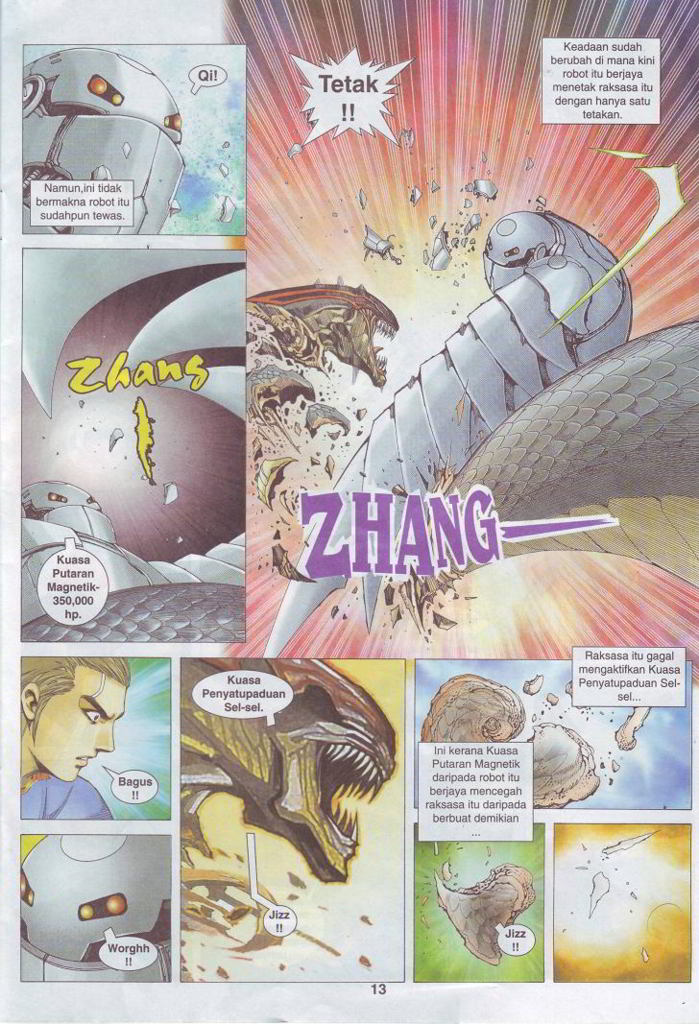 Qi!
Namun,ini tidak
bermakna robot itu
sudahpun tewas.
Tetak
!!
Keadaan sudah
berubah di mana kini
robot itu berjaya
menetak raksasa itu
dengan hanya satu
tetakan.
Zhang
Kuasa
Putaran
Magnetik-
350,000
hp.
ZHANG
Bagus
!!
Worghh
!!
Kuasa
Penyatupaduan
Sel-sel.
Jizz
!!
Raksasa itu gagal
mengaktifkan Kuasa
Penyatupaduan Sel-
sel...
Ini kerana Kuasa
Putaran Magnetik
daripada robot itu
berjaya mencegah
raksasa itu daripada
berbuat demikian
...
Jizz
!!
13